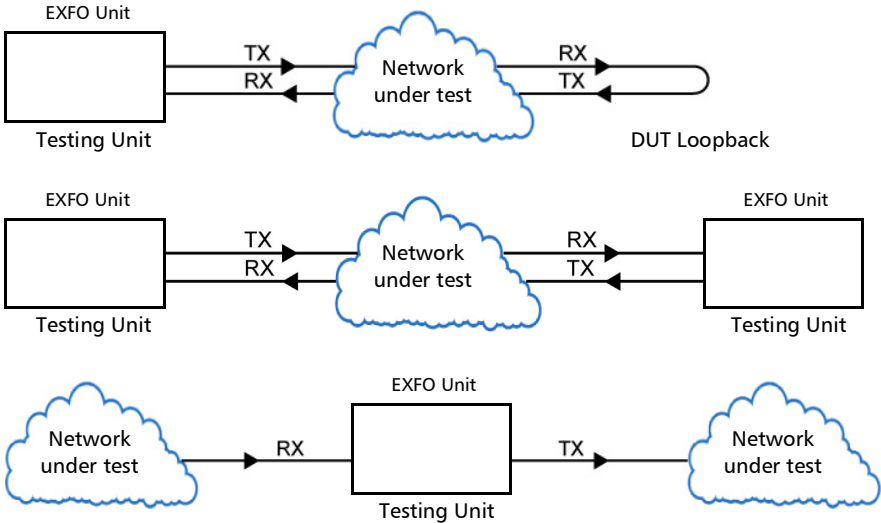 EXFO Unit
TX
RX
Network
under test
RX
TX
Testing Unit
DUT Loopback
EXFO Unit
EXFO Unit
TX
RX
Network
under test
RX
TX
Testing Unit
Testing Unit
EXFO Unit
Network
under test
RX
TX
Network
under test
Testing Unit